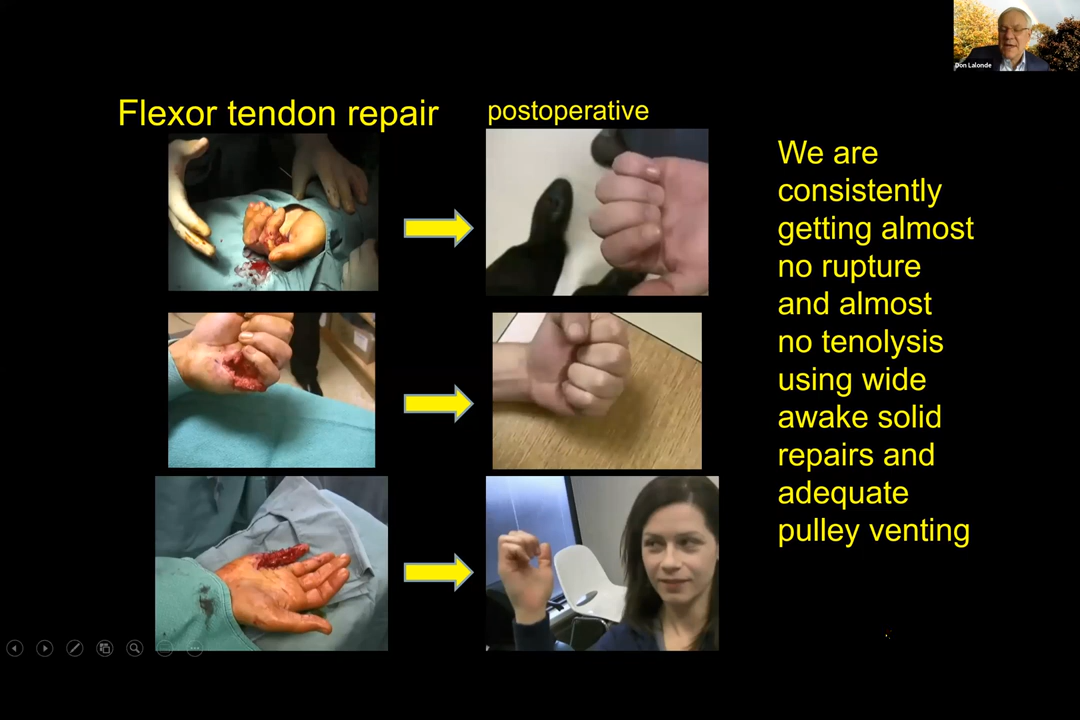 Don Lalonde
Flexor tendon repair
postoperative
We are
consistently
getting almost
no rupture
and almost
no tenolysis
using wide
awake solid
repairs and
adequate
pulley venting